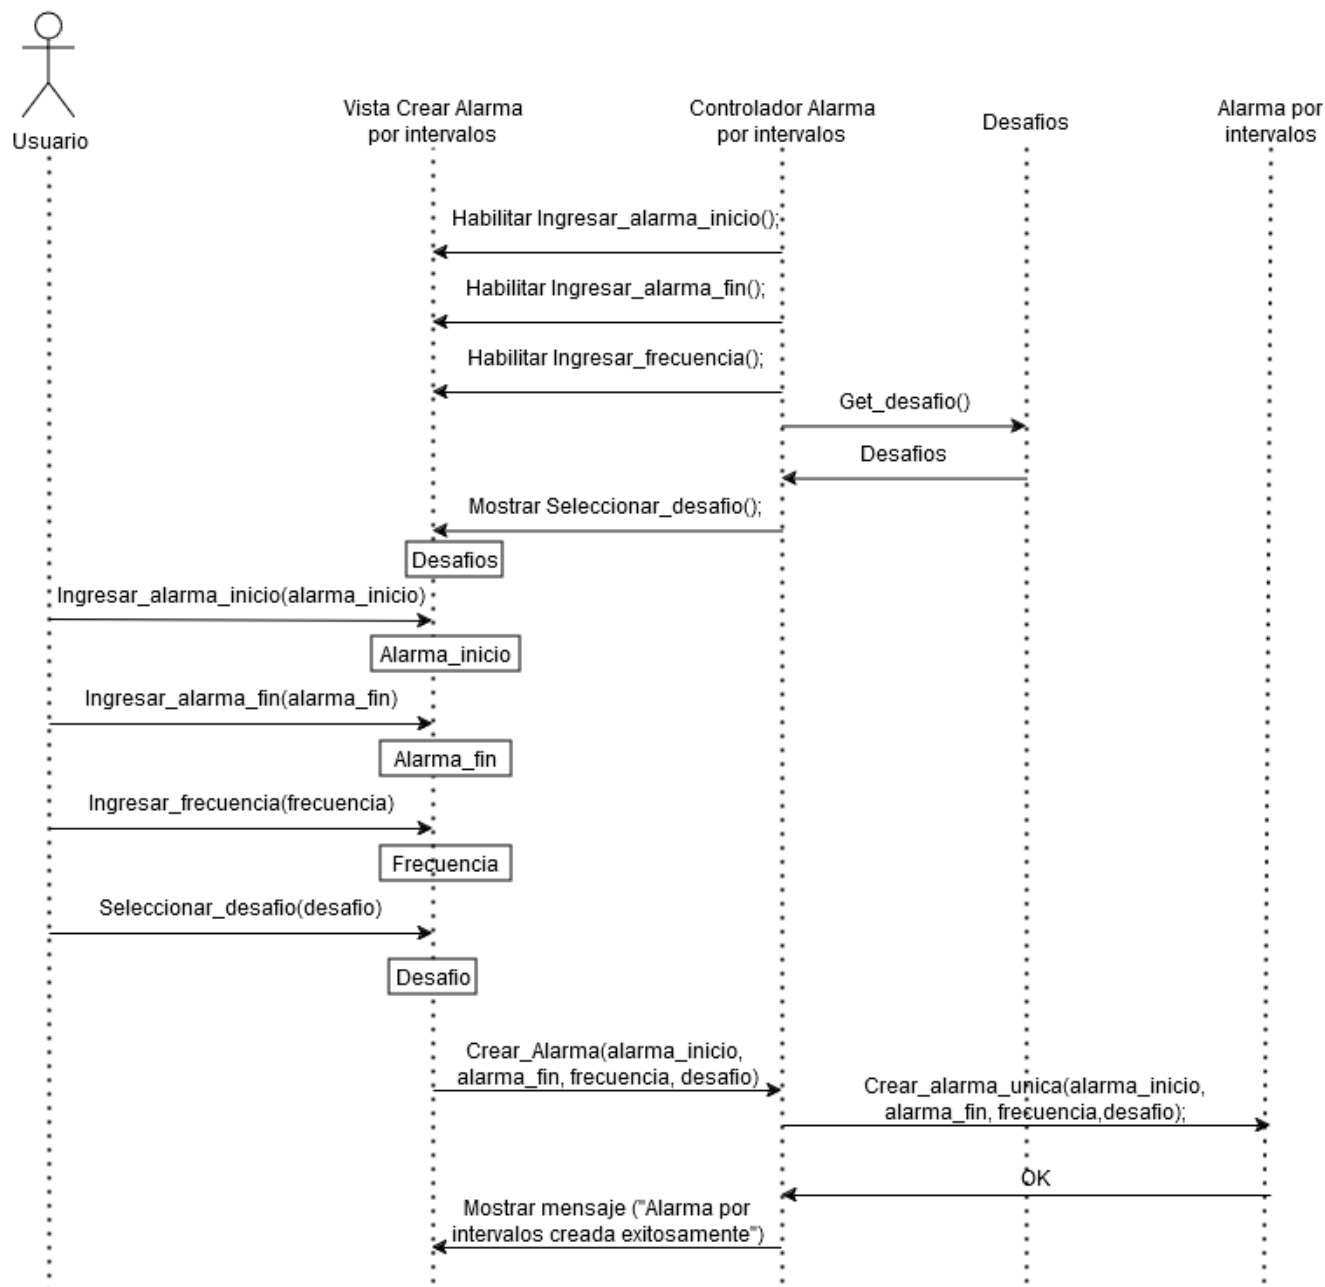 Usuario
Vista Crear Alarma
por intervalos
Controlador Alarma
por intervalos
Desafios
Alarma por
intervalos
Habilitar Ingresar_alarma_inicio();
Habilitar Ingresar_alarma_fin();
Habilitar Ingresar_frecuencia();
Get_desafio()
Desafios
Mostrar Seleccionar_desafio();
Desafios
Ingresar_alarma_inicio(alarma_inicio)
Alarma_inicio
Ingresar_alarma_fin(alarma_fin)
Alarma_fin
Ingresar_frecuencia(frecuencia)
Frecuencia
Seleccionar_desafio(desafio)
Desafio
Crear_Alarma(alarma_inicio,
alarma_fin, frecuencia, desafio)
Crear_alarma_unica(alarma_inicio,
alarma_fin, frecuencia,desafio);
OK
Mostrar mensaje ("Alarma por
intervalos creada exitosamente")